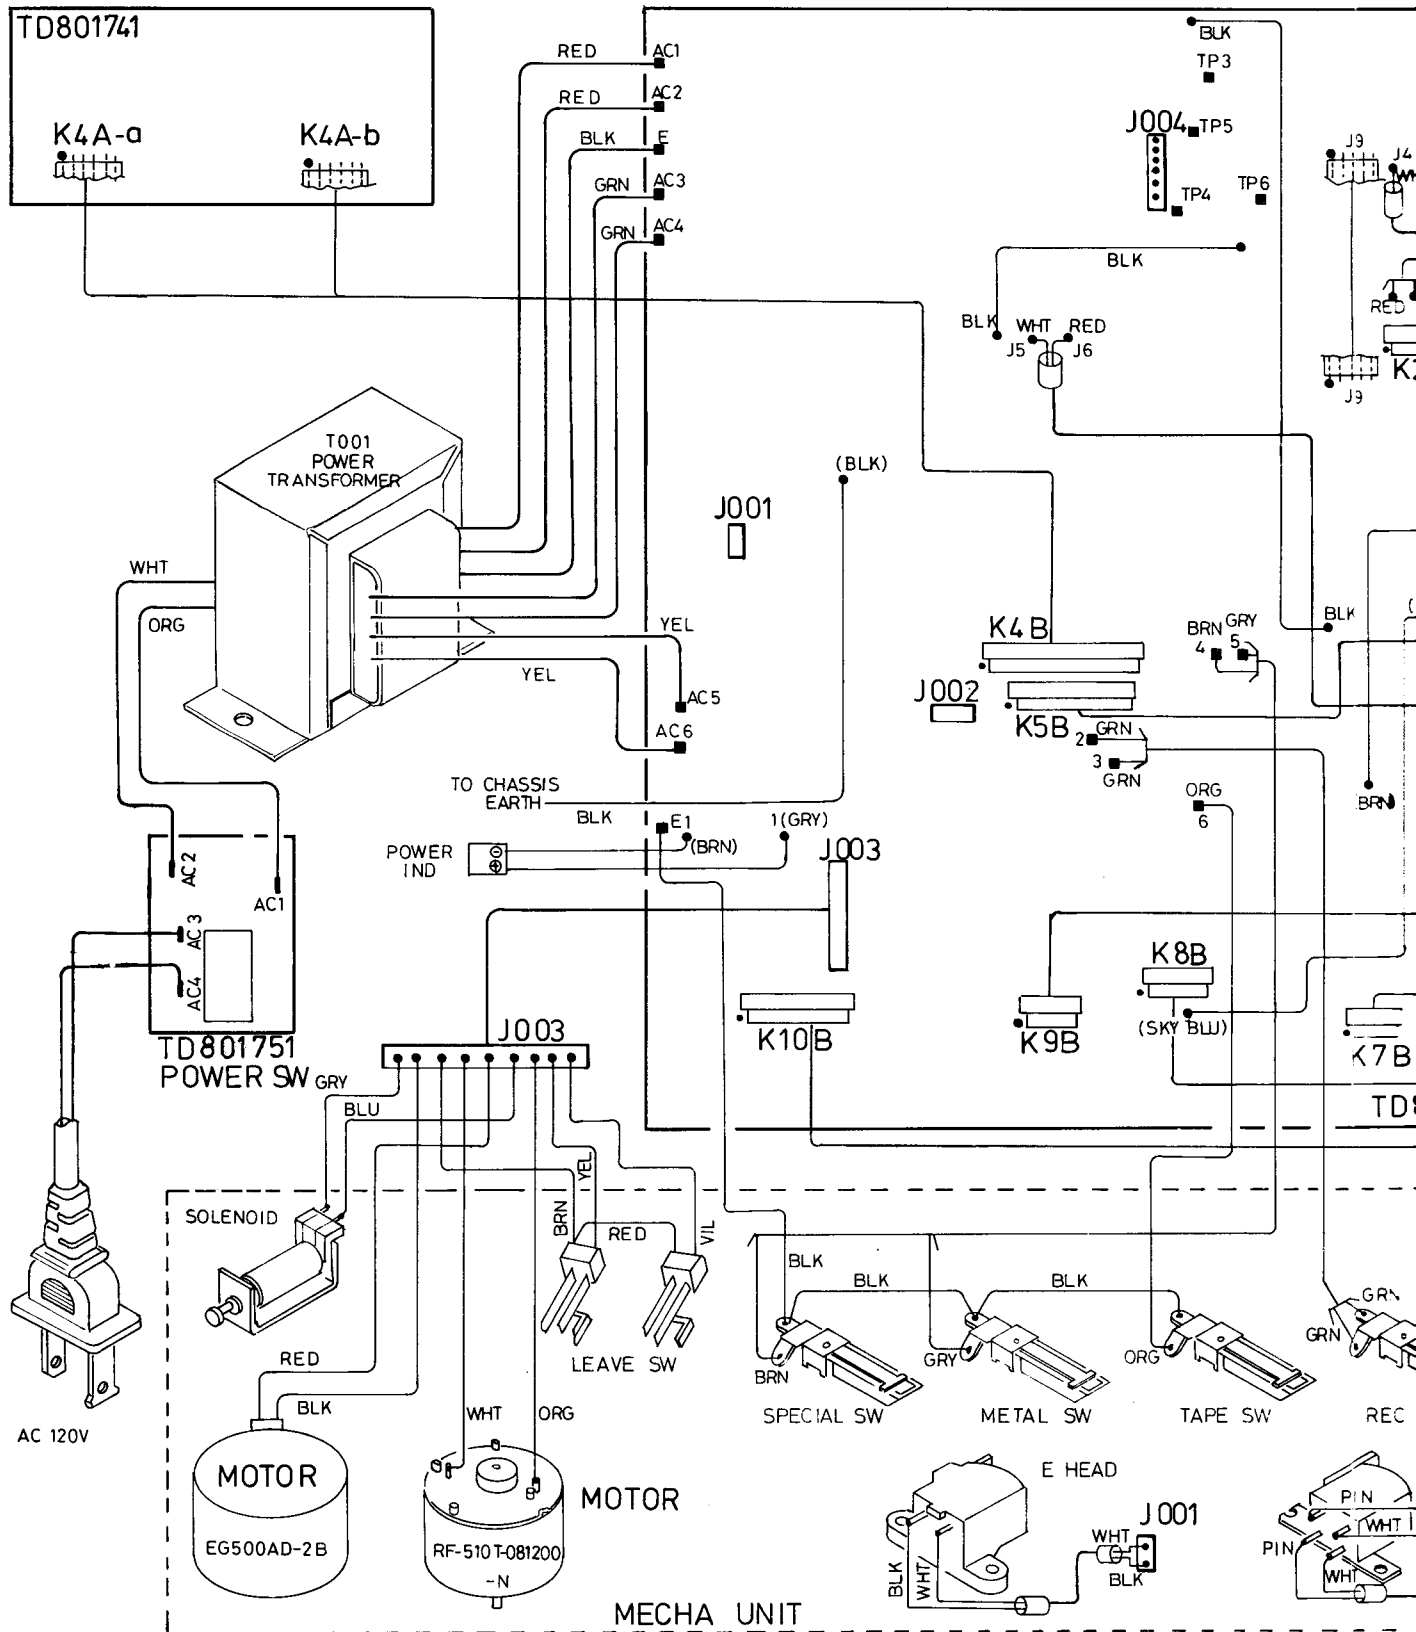 TD801741
K4A-a
K4A-b
RED
AC1
RED
AC2
BLK
E
GRN
AC3
GRN
AC4
BLK
TP3
J004
TP5
TP4
TP6
J9
J4
BLK
RED
BLK
WHT
RED
J5
J6
J9
T001
POWER
TRANSFORMER
(BLK)
J001
WHT
ORG
YEL
YEL
AC5
AC6
K4B
J002
K5B
BRN
GRY
4
5
BLK
2
GRN
3
GRN
ORG
6
BRN
TO CHASSIS
EARTH
BLK
E1
(BRN)
1(GRY)
POWER
IND
J003
AC2
AC1
AC3
AC4
TD801751
POWER SW
K10B
K9B
K8B
(SKY BLU)
K7B
J003
GRY
BLU
SOLENOID
BRN
YEL
RED
VIL
LEAVE SW
BLK
BLK
BLK
BRN
GRY
ORG
GRN
GRN
SPECIAL SW
METAL SW
TAPE SW
REC
AC 120V
RED
BLK
WHT
ORG
MOTOR
EG500AD-2B
MOTOR
RF-510T-081200
-N
E HEAD
J001
WHT
BLK
BLK
WHT
PIN
WHT
PIN
WHT
MECHA UNIT